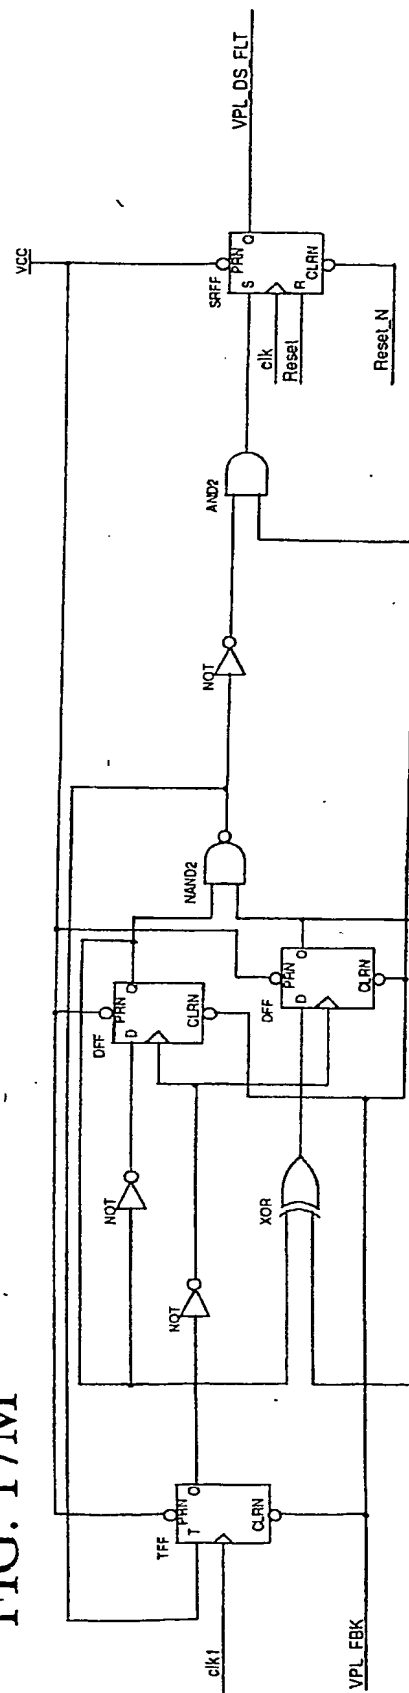 FIG. 17M
VCC
VPL_DS_FLT
SRFF
PRN
S
Q
clk
Reset
R
CLRN
Reset_N
AND2
NOT
NAND2
DFF
PRN
D
Q
CLRN
DFF
PRN
D
Q
CLRN
NOT
NOT
XOR
TFF
PRN
T
Q
CLRN
clk1
VPL_FBK